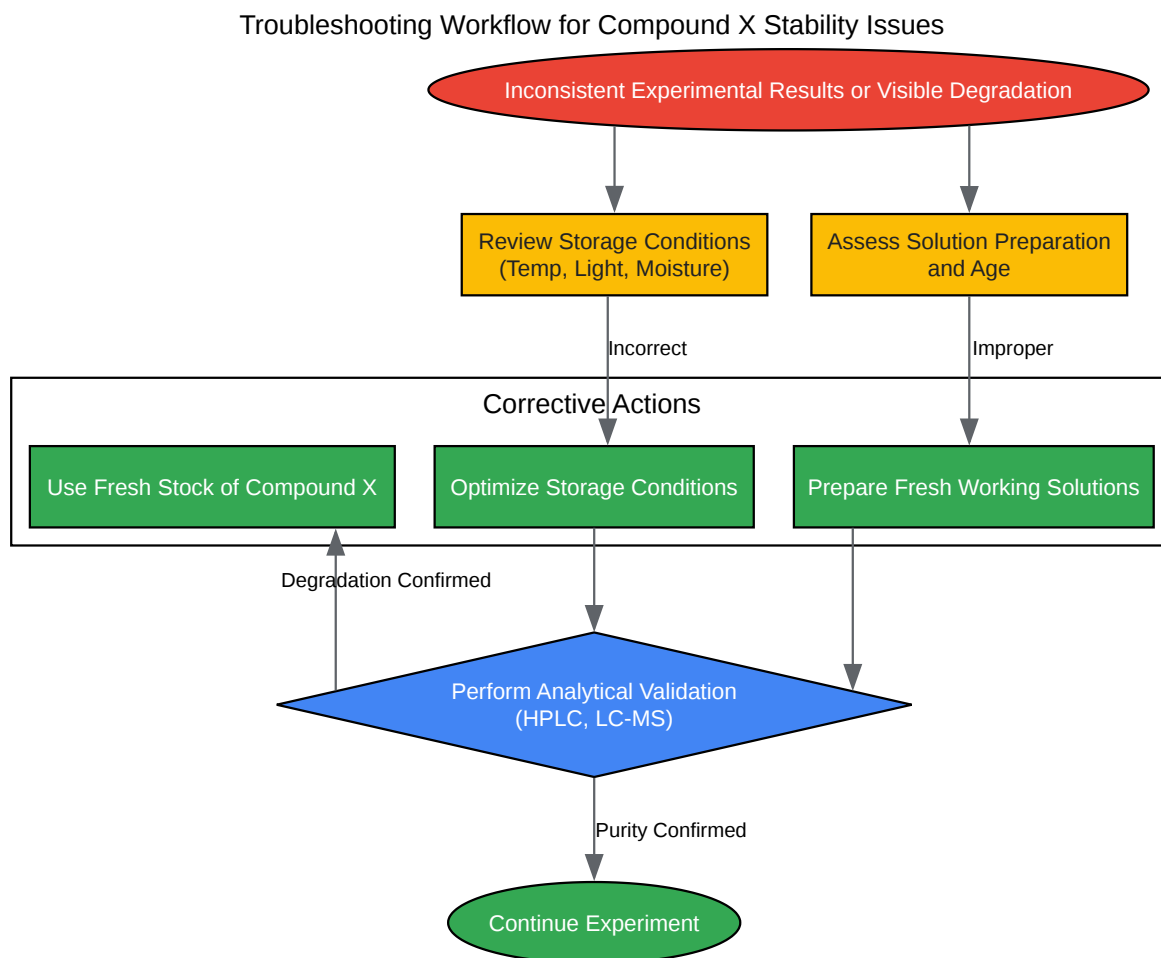 Troubleshooting Workflow for Compound X Stability Issues
Inconsistent Experimental Results or Visible Degradation
Review Storage Conditions
(Temp, Light, Moisture)
Assess Solution Preparation
and Age
Incorrect
Improper
Corrective Actions
Use Fresh Stock of Compound X
Optimize Storage Conditions
Prepare Fresh Working Solutions
Degradation Confirmed
Perform Analytical Validation
(HPLC, LC-MS)
Purity Confirmed
Continue Experiment